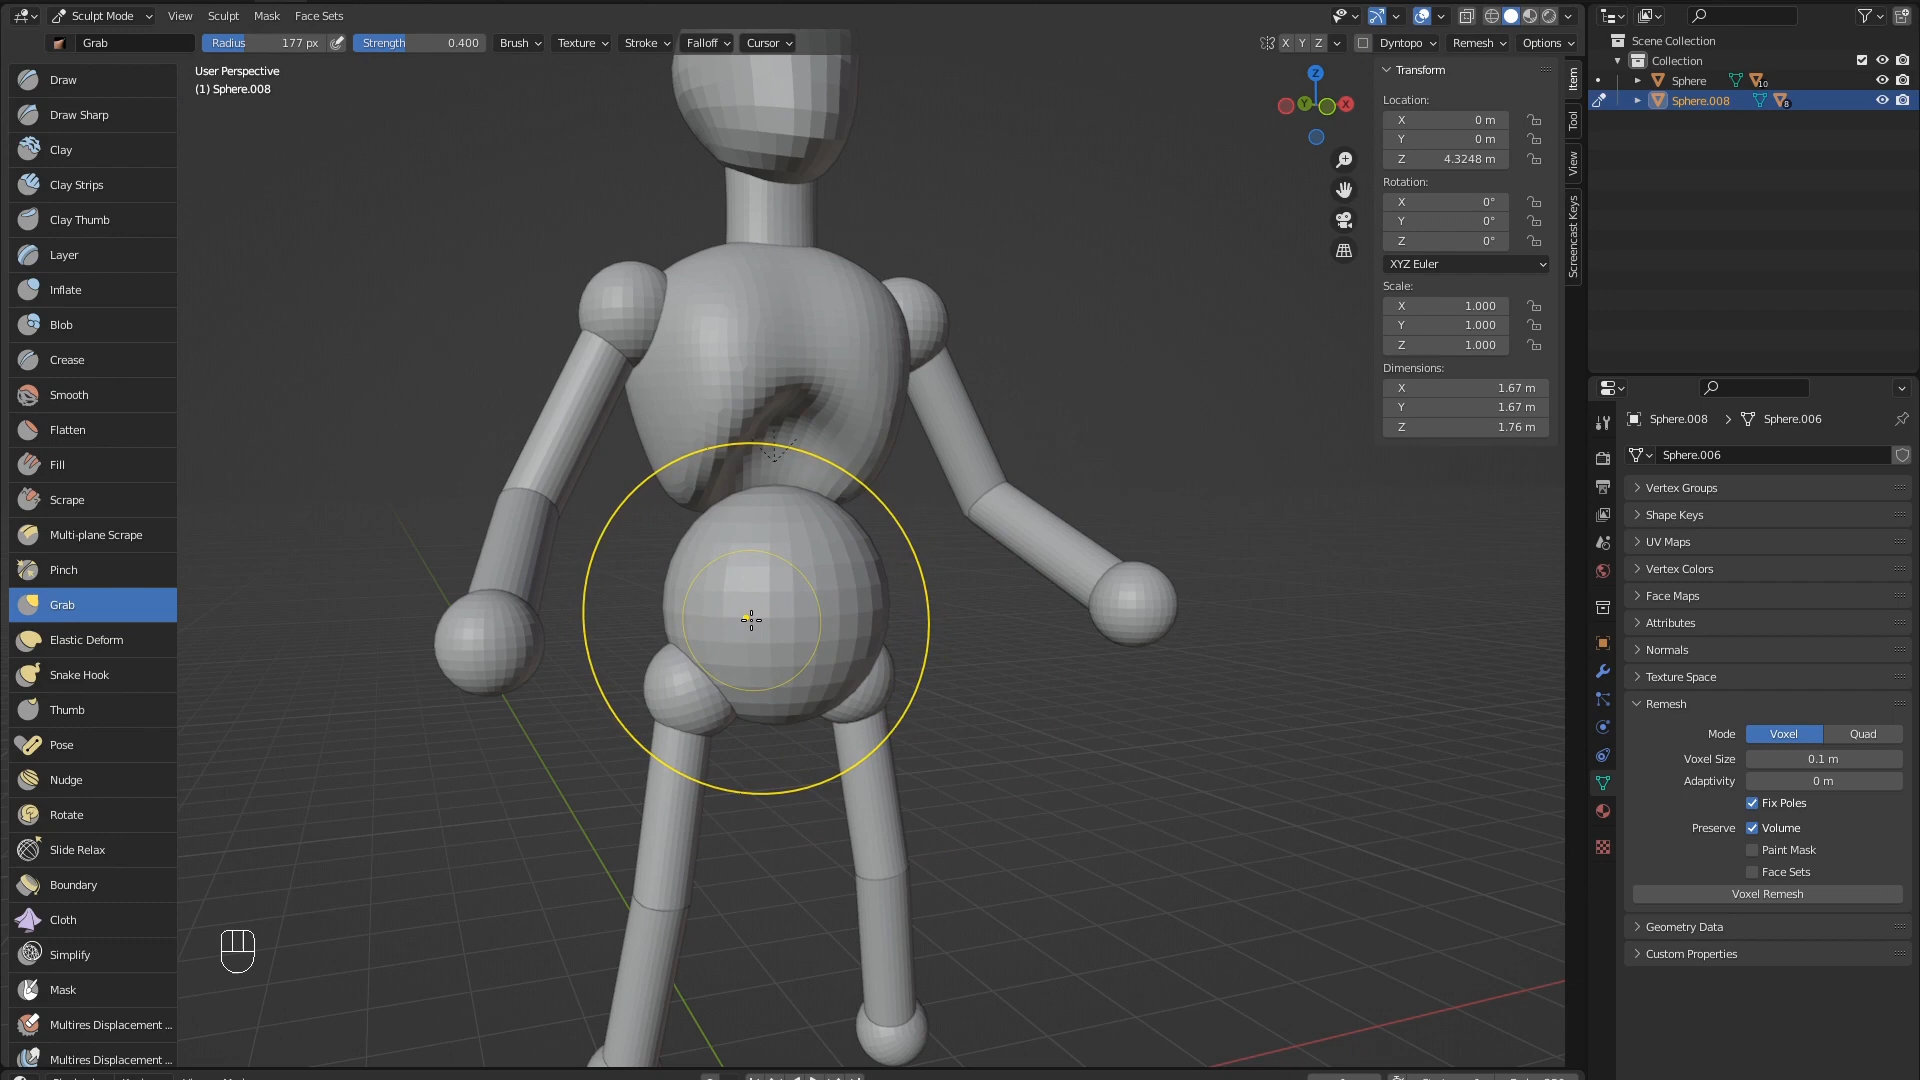 Sculpt Mode View Sculpt Mask Face Sets
Grab Radius 177 px Strength 0.400 Brush Texture Stroke Falloff Cursor X Y Z Dyntopo Remesh Options
Draw
Draw Sharp
Clay
Clay Strips
Clay Thumb
Layer
Inflate
Blob
Crease
Smooth
Flatten
Fill
Scrape
Multi-plane Scrape
Pinch
Grab
Elastic Deform
Snake Hook
Thumb
Pose
Nudge
Rotate
Slide Relax
Boundary
Cloth
Simplify
Mask
Multires Displacement ...
Multires Displacement ...
User Perspective
(1) Sphere.008
Z
Y
X
Transform
Location:
X 0 m
Y 0 m
Z 4.3248 m
Rotation:
X 0°
Y 0°
Z 0°
XYZ Euler
Scale:
X 1.000
Y 1.000
Z 1.000
Dimensions:
X 1.67 m
Y 1.67 m
Z 1.76 m
Item
Tool
View
Screencast Keys
Scene Collection
Collection
Sphere 10
Sphere.008 8
Sphere.008 Sphere.006
Sphere.006
Vertex Groups
Shape Keys
UV Maps
Vertex Colors
Face Maps
Attributes
Normals
Texture Space
Remesh
Mode Voxel Quad
Voxel Size 0.1 m
Adaptivity 0 m
Fix Poles
Preserve Volume
Paint Mask
Face Sets
Voxel Remesh
Geometry Data
Custom Properties